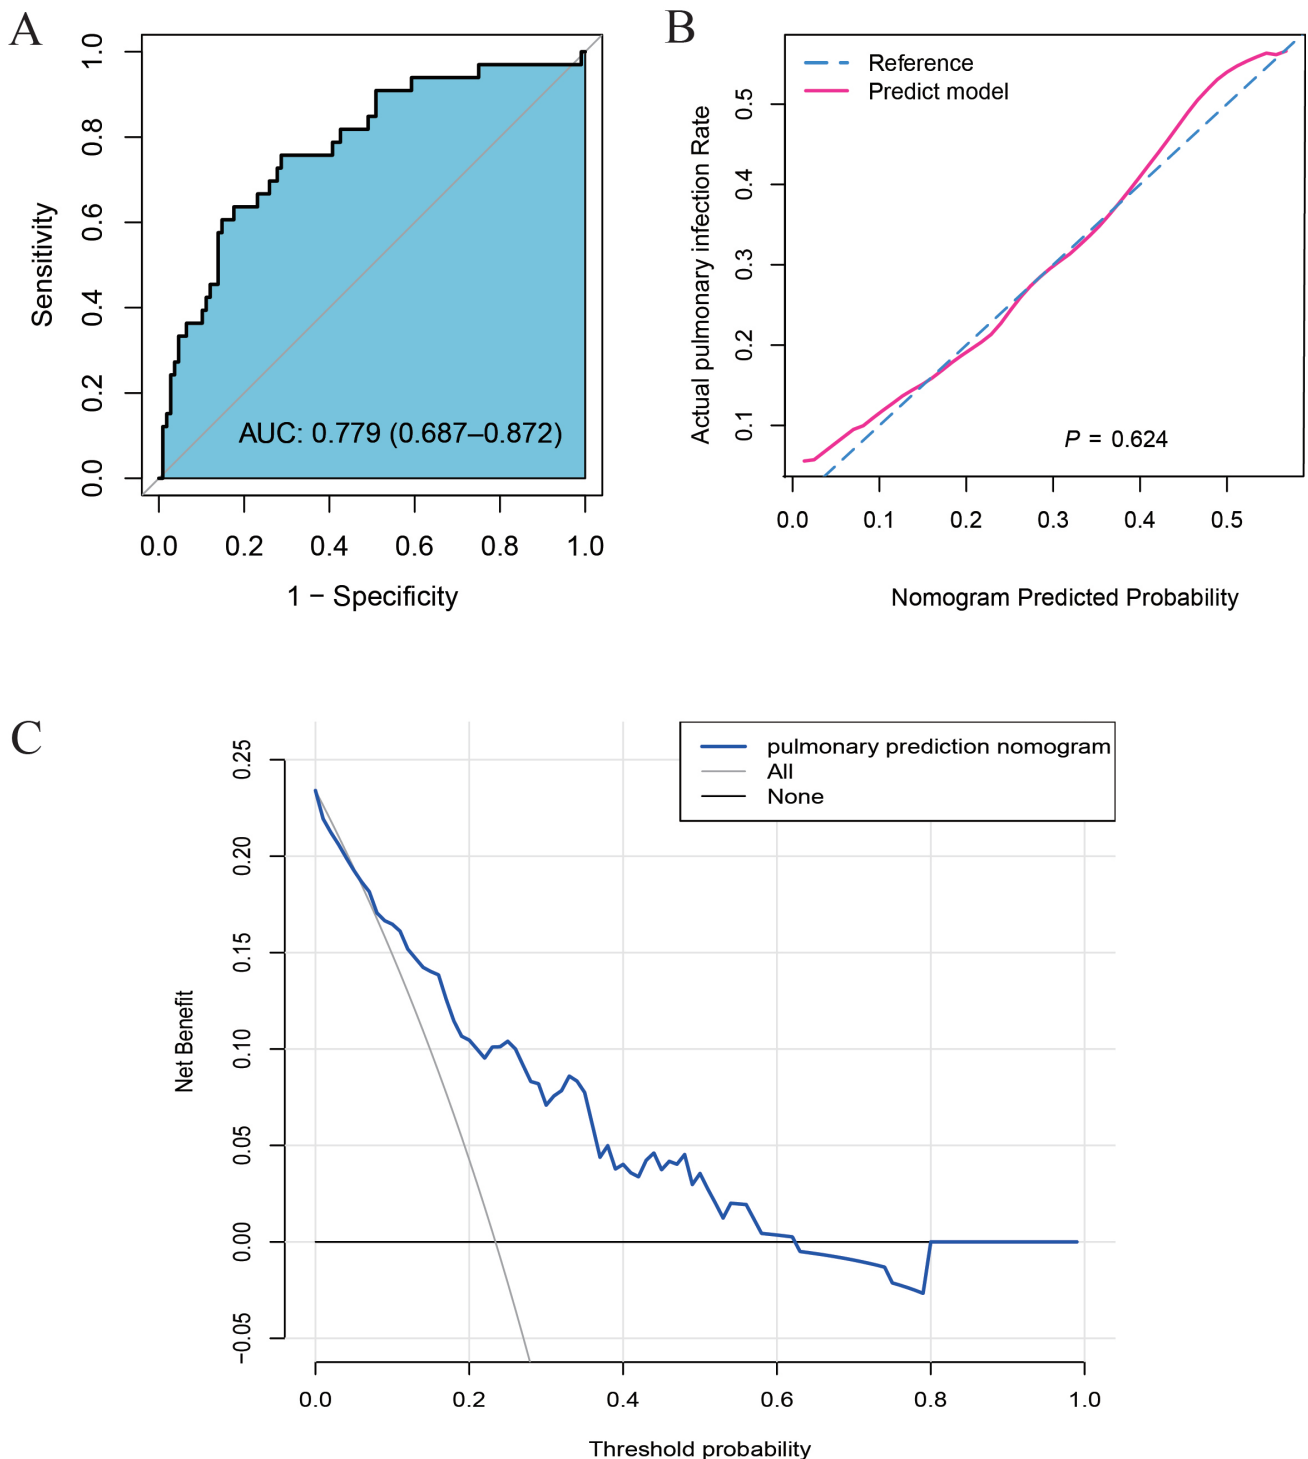 A
1.0
0.8
0.6
0.4
0.2
0.0
Sensitivity
AUC: 0.779 (0.687–0.872)
0.0 0.2 0.4 0.6 0.8 1.0
1 − Specificity
B
Reference
Predict model
0.5
0.4
0.3
0.2
0.1
Actual pulmonary infection Rate
P = 0.624
0.0 0.1 0.2 0.3 0.4 0.5
Nomogram Predicted Probability
C
pulmonary prediction nomogram
All
None
0.25
0.20
0.15
0.10
0.05
0.00
−0.05
Net Benefit
0.0 0.2 0.4 0.6 0.8 1.0
Threshold probability